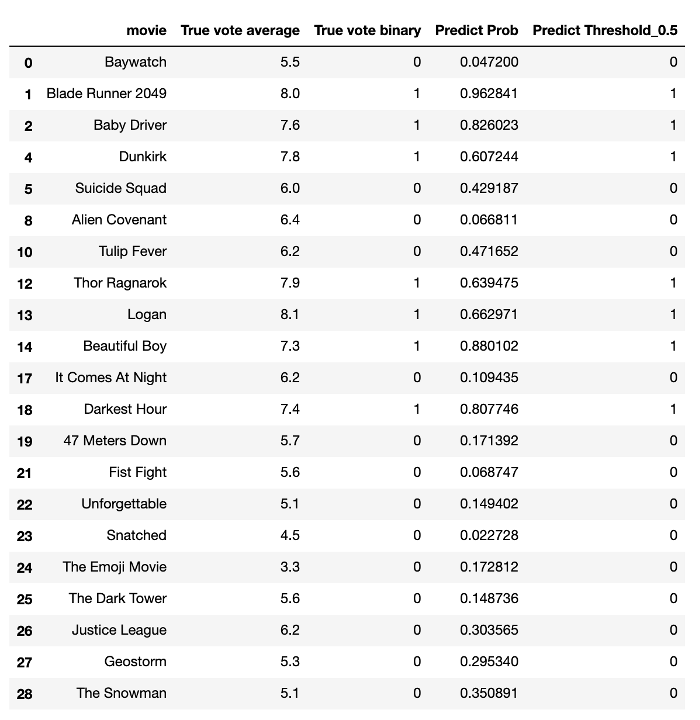 movie True vote average True vote binary Predict Prob Predict Threshold_0.5
0 Baywatch 5.5 0 0.047200 0
1 Blade Runner 2049 8.0 1 0.962841 1
2 Baby Driver 7.6 1 0.826023 1
4 Dunkirk 7.8 1 0.607244 1
5 Suicide Squad 6.0 0 0.429187 0
8 Alien Covenant 6.4 0 0.066811 0
10 Tulip Fever 6.2 0 0.471652 0
12 Thor Ragnarok 7.9 1 0.639475 1
13 Logan 8.1 1 0.662971 1
14 Beautiful Boy 7.3 1 0.880102 1
17 It Comes At Night 6.2 0 0.109435 0
18 Darkest Hour 7.4 1 0.807746 1
19 47 Meters Down 5.7 0 0.171392 0
21 Fist Fight 5.6 0 0.068747 0
22 Unforgettable 5.1 0 0.149402 0
23 Snatched 4.5 0 0.022728 0
24 The Emoji Movie 3.3 0 0.172812 0
25 The Dark Tower 5.6 0 0.148736 0
26 Justice League 6.2 0 0.303565 0
27 Geostorm 5.3 0 0.295340 0
28 The Snowman 5.1 0 0.350891 0